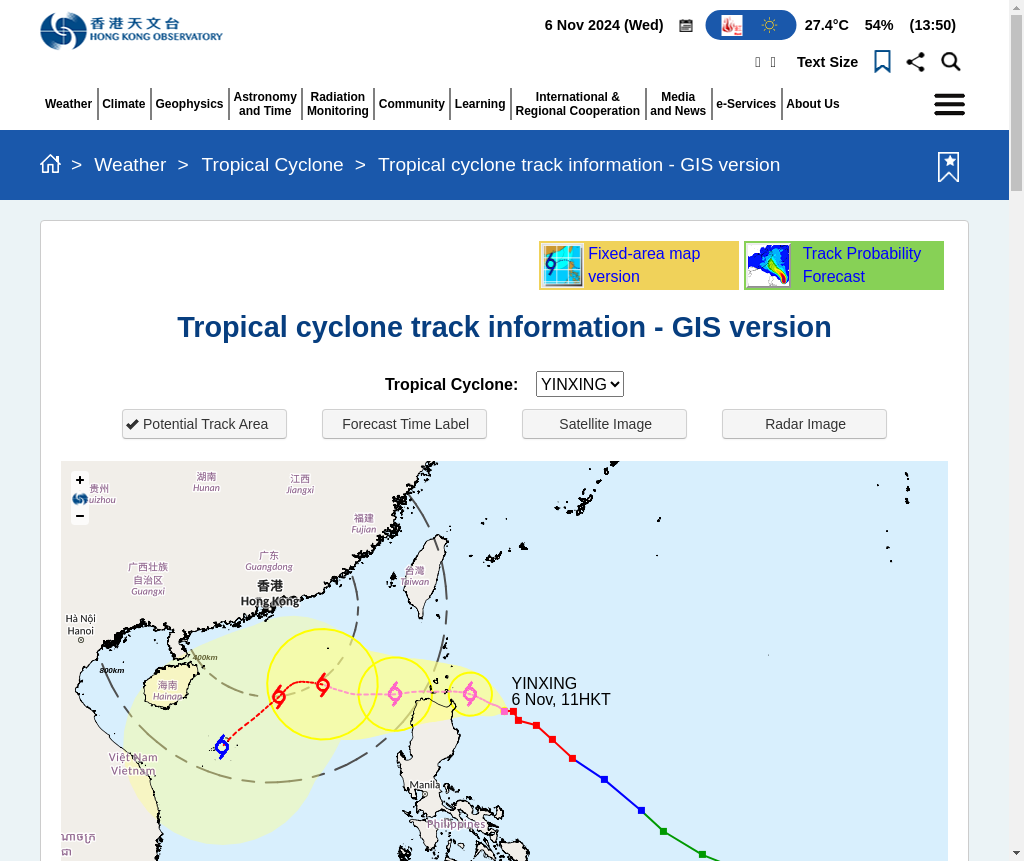 香港天文台
HONG KONG OBSERVATORY
6 Nov 2024 (Wed)
27.4°C 54% (13:50)
Text Size
Weather
Climate
Geophysics
Astronomy
and Time
Radiation
Monitoring
Community
Learning
International &
Regional Cooperation
Media
and News
e-Services
About Us
> Weather > Tropical Cyclone > Tropical cyclone track information - GIS version
Fixed-area map
version
Track Probability
Forecast
Tropical cyclone track information - GIS version
Tropical Cyclone: YINXING
Potential Track Area
Forecast Time Label
Satellite Image
Radar Image
+
−
贵州
uizhou
湖南
Hunan
江西
Jiangxi
福建
Fujian
广东
Guangdong
广西壮族
自治区
Guangxi
台灣
Taiwan
香港
Hong Kong
Hà Nội
Hanoi
400km
800km
海南
Hainan
YINXING
6 Nov, 11HKT
Việt Nam
Vietnam
Manila
Philippines